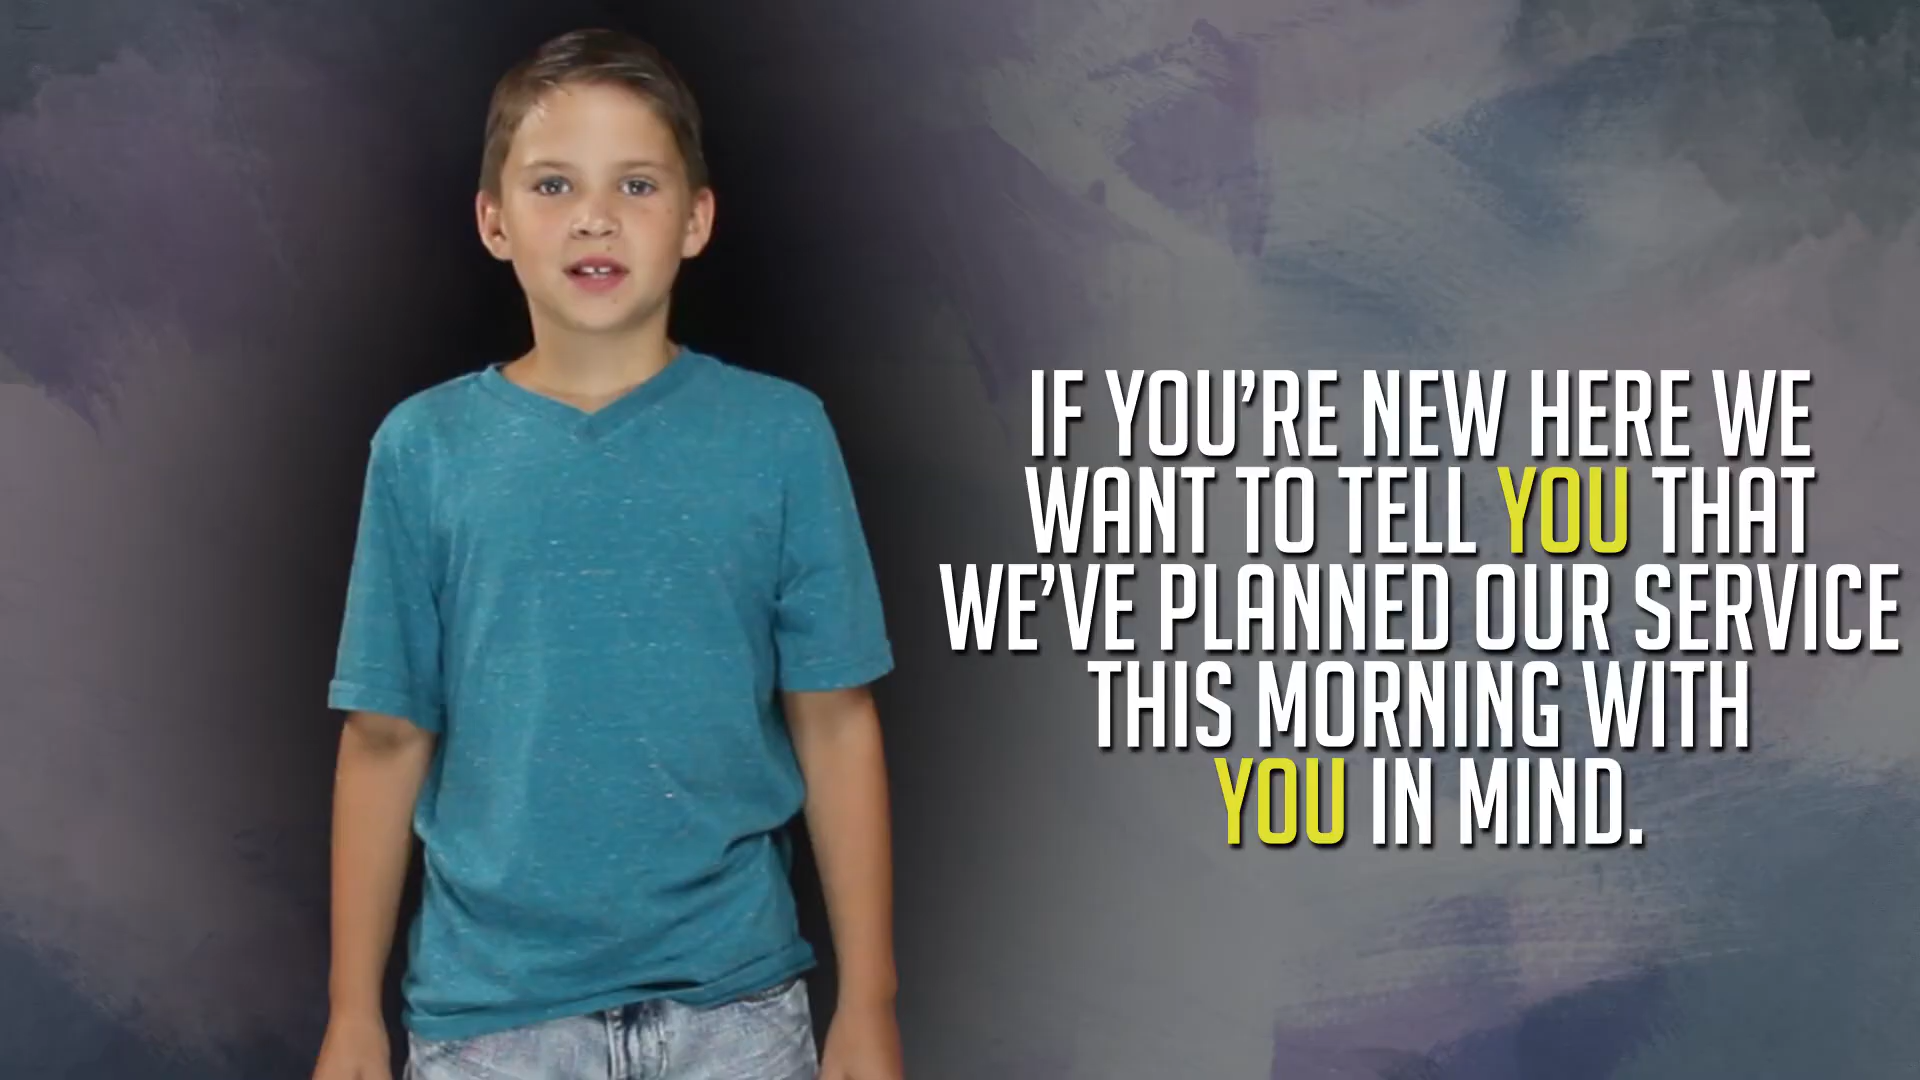 IF YOU’RE NEW HERE WE
WANT TO TELL YOU THAT
WE’VE PLANNED OUR SERVICE
THIS MORNING WITH
YOU IN MIND.